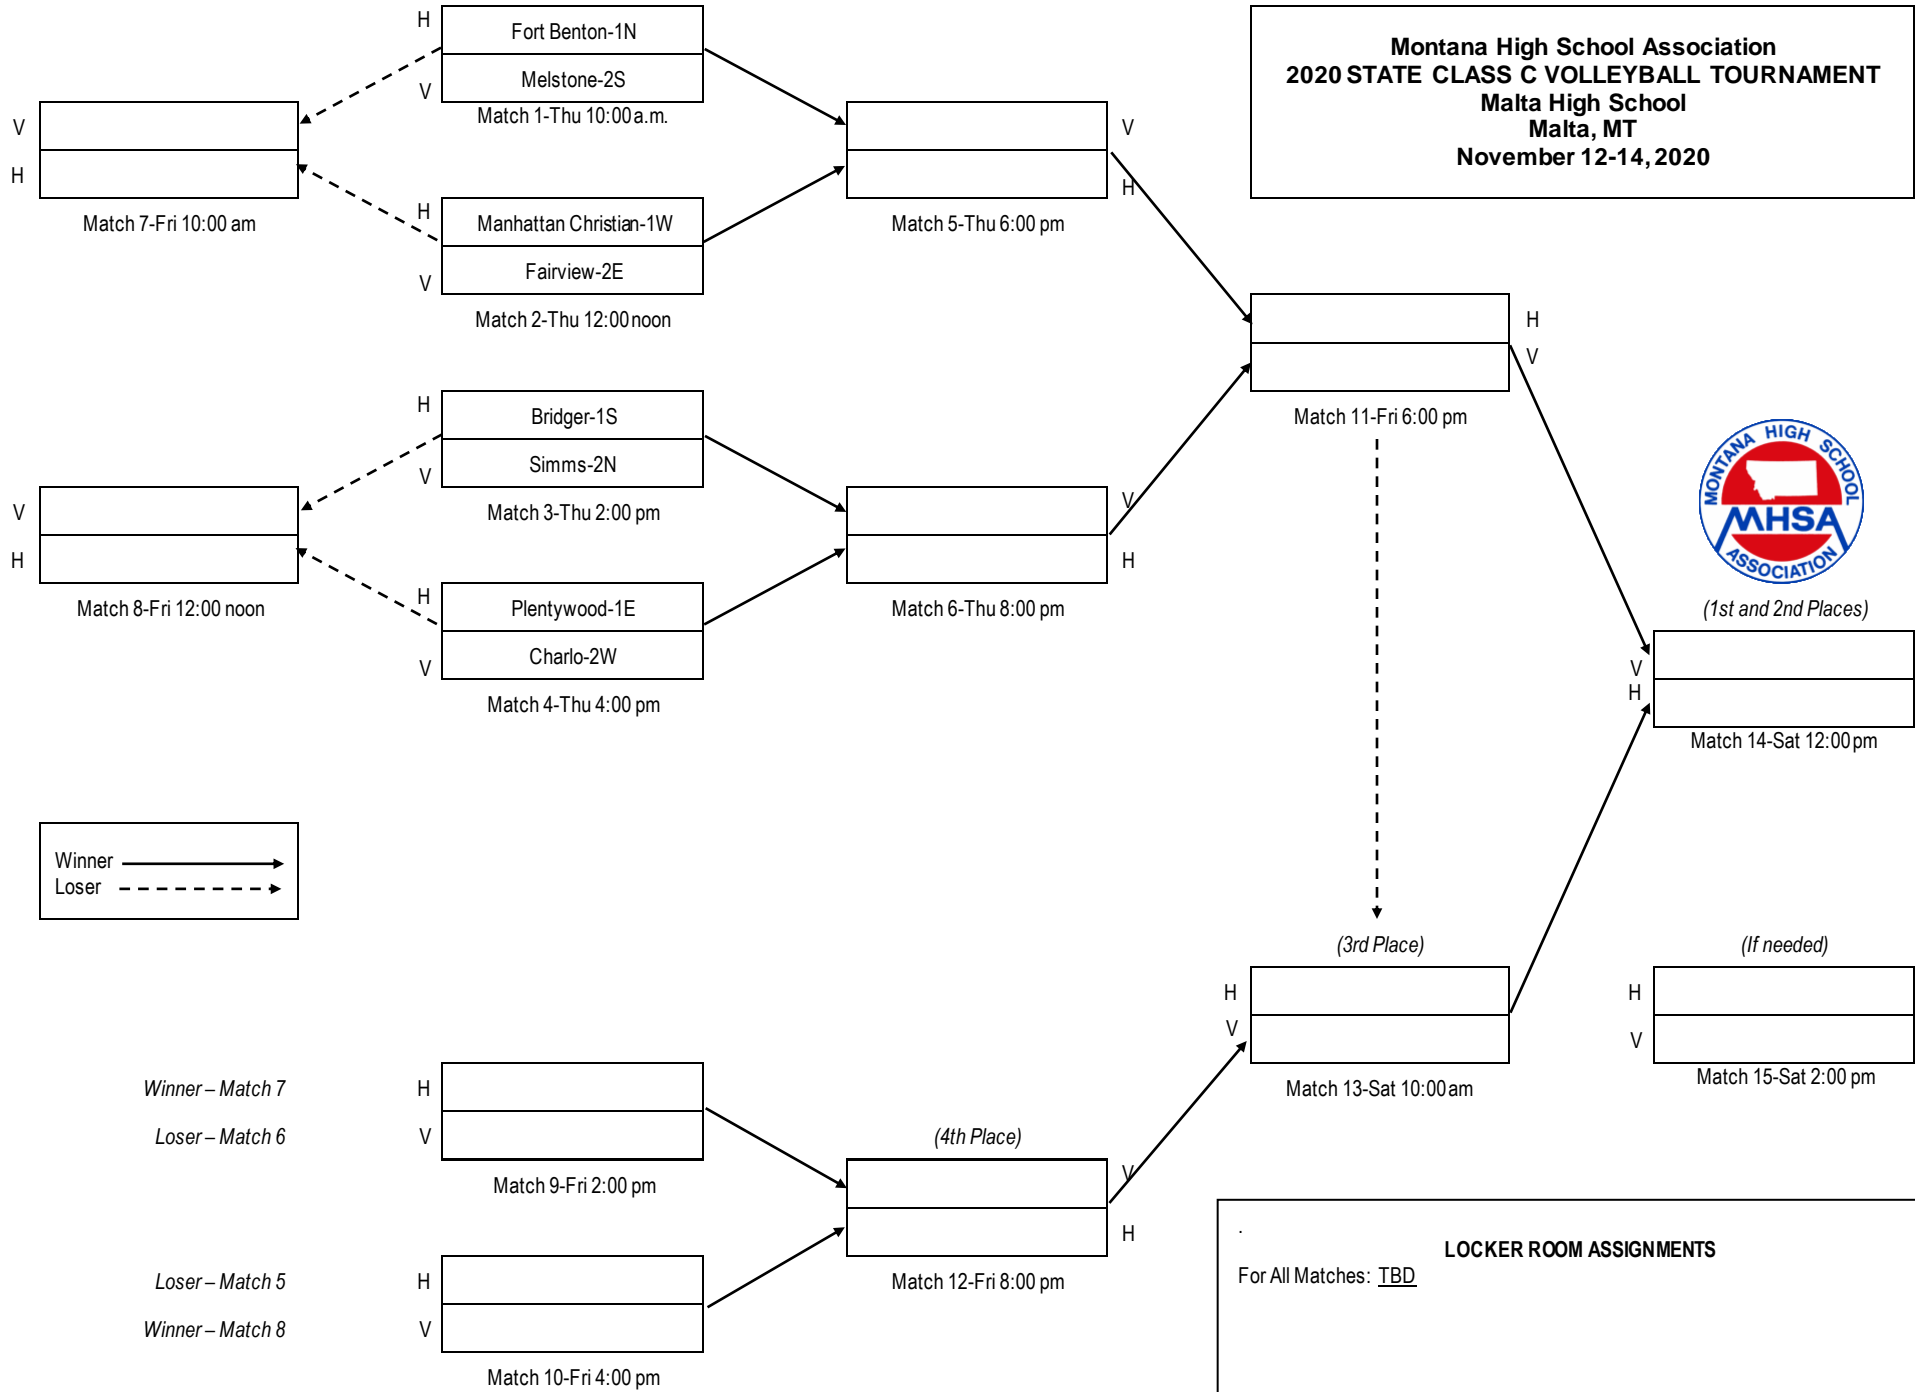 Montana High School Association
2020 STATE CLASS C VOLLEYBALL TOURNAMENT
Malta High School
Malta, MT
November 12-14, 2020
H
Fort Benton-1N
V
Melstone-2S
Match 1-Thu 10:00 a.m.
V
H
Match 7-Fri 10:00 am
H
Manhattan Christian-1W
V
Fairview-2E
Match 2-Thu 12:00 noon
V
H
Match 5-Thu 6:00 pm
H
Bridger-1S
V
Simms-2N
Match 3-Thu 2:00 pm
V
H
Match 8-Fri 12:00 noon
H
Plentywood-1E
V
Charlo-2W
Match 4-Thu 4:00 pm
V
H
Match 6-Thu 8:00 pm
H
V
Match 11-Fri 6:00 pm
MONTANA HIGH SCHOOL
MHSA
ASSOCIATION
(1st and 2nd Places)
V
H
Match 14-Sat 12:00 pm
Winner
Loser
(3rd Place)
H
V
Match 13-Sat 10:00 am
(If needed)
H
V
Match 15-Sat 2:00 pm
Winner – Match 7
H
Loser – Match 6
V
Match 9-Fri 2:00 pm
(4th Place)
V
H
Match 12-Fri 8:00 pm
Loser – Match 5
H
Winner – Match 8
V
Match 10-Fri 4:00 pm
.
LOCKER ROOM ASSIGNMENTS
For All Matches: TBD